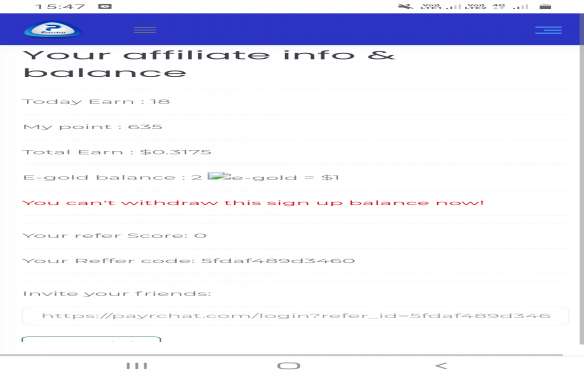 15:47
Your affiliate info &
balance
Today Earn : 18
My point : 635
Total Earn : $0.3175
E-gold balance : 2 e-gold = $1
You can't withdraw this sign up balance now!
Your refer Score: 0
Your Reffer code: 5fdaf489d3460
Invite your friends:
https://payrchat.com/login?refer_id=5fdaf489d346